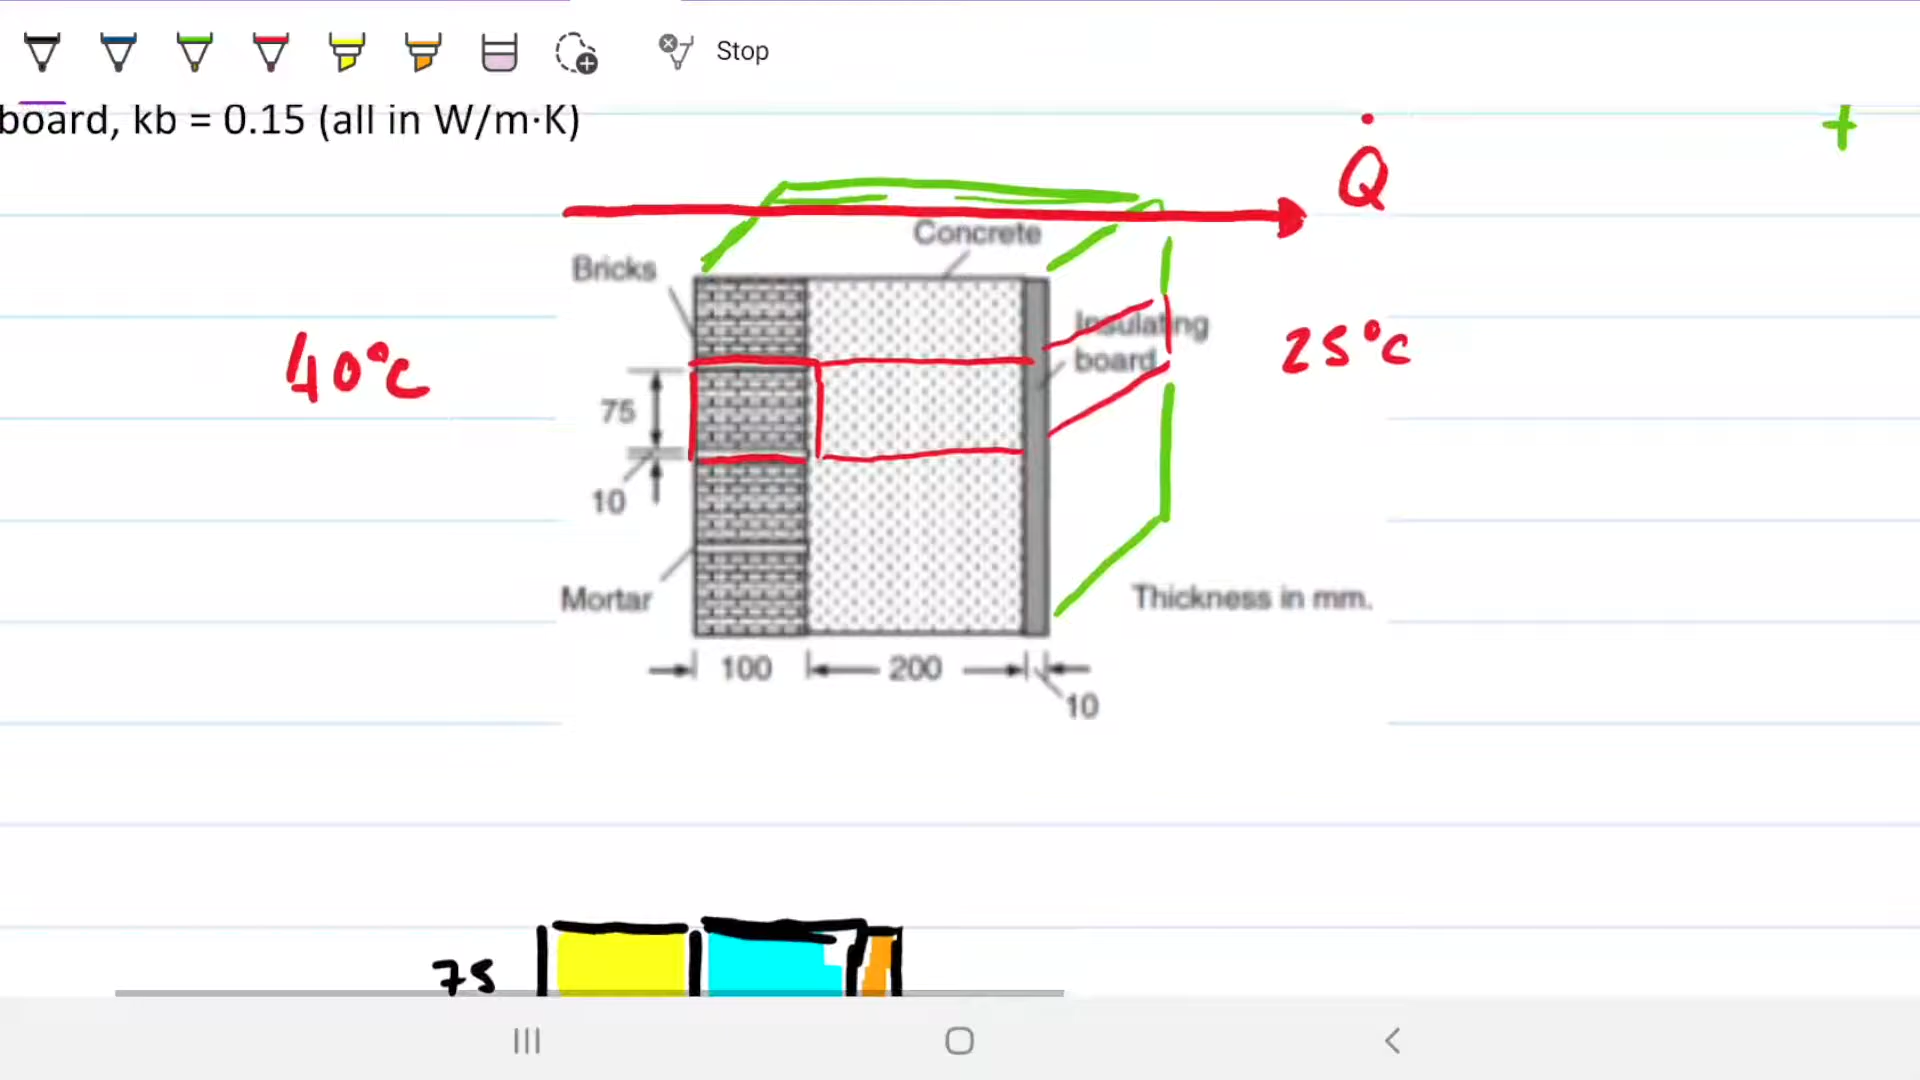 Stop
board, kb = 0.15 (all in W/m·K)
Q̇
+
Concrete
Bricks
Insulating
board
40°C
25°C
75
10
Mortar
Thickness in mm.
100
200
10
75